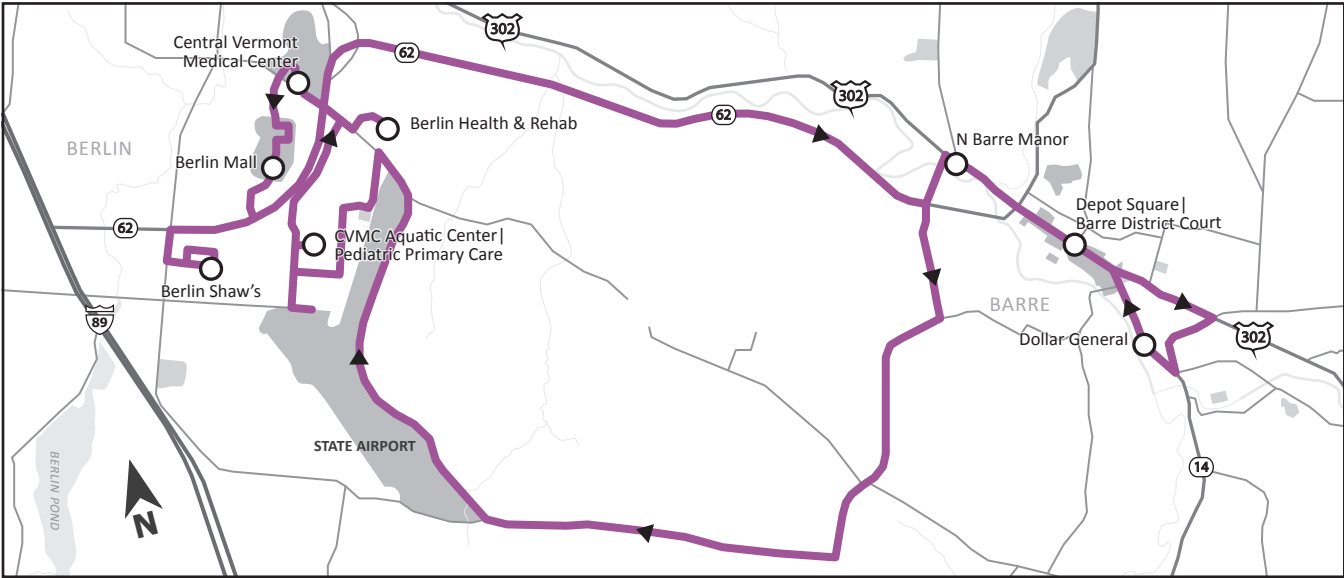 302
Central Vermont
Medical Center
62
302
62
Berlin Health & Rehab
BERLIN
N Barre Manor
Berlin Mall
Depot Square|
Barre District Court
62
CVMC Aquatic Center|
Pediatric Primary Care
Berlin Shaw's
BARRE
89
Dollar General
302
STATE AIRPORT
BERLIN POND
14
N